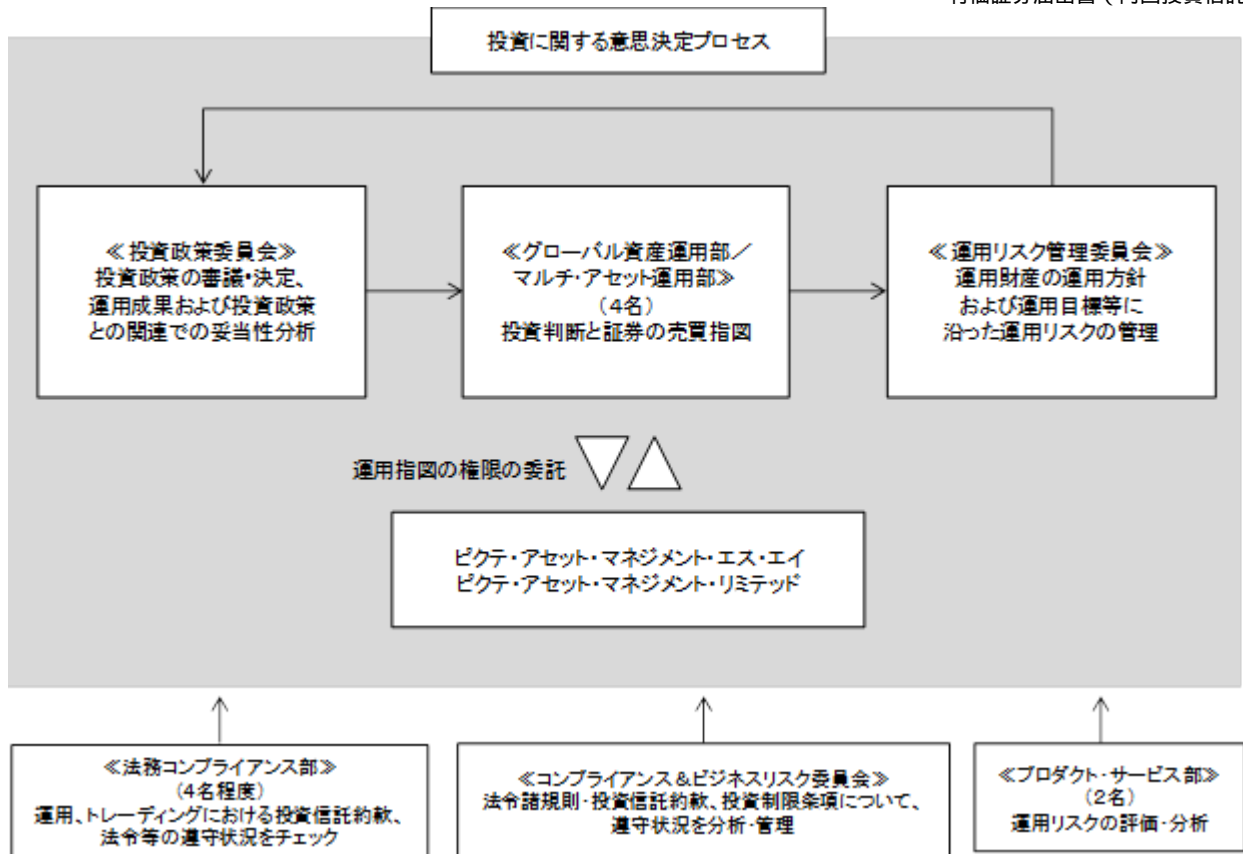 投資に関する意思決定プロセス
≪投資政策委員会≫
投資政策の審議・決定、
運用成果および投資政策
との関連での妥当性分析
≪グローバル資産運用部／
マルチ・アセット運用部≫
(4名)
投資判断と証券の売買指図
≪運用リスク管理委員会≫
運用財産の運用方針
および運用目標等に
沿った運用リスクの管理
運用指図の権限の委託
ピクテ・アセット・マネジメント・エス・エイ
ピクテ・アセット・マネジメント・リミテッド
≪法務コンプライアンス部≫
(4名程度)
運用、トレーディングにおける投資信託約款、
法令等の遵守状況をチェック
≪コンプライアンス＆ビジネスリスク委員会≫
法令諸規則・投資信託約款、投資制限条項について、
遵守状況を分析・管理
≪プロダクト・サービス部≫
(2名)
運用リスクの評価・分析